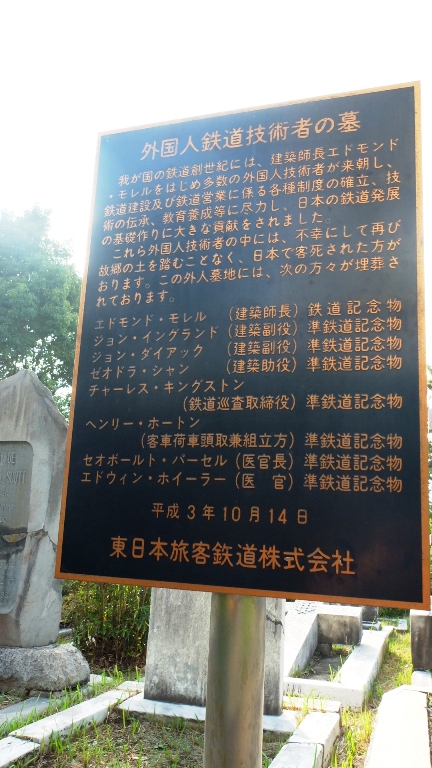 外国人鉄道技術者の墓
我が国の鉄道創世紀には、建築師長エドモンド
・モレルをはじめ多数の外国人技術者が来朝し、
鉄道建設及び鉄道営業に係る各種制度の確立、技
術の伝承、教育養成等に尽力し、日本の鉄道発展
の基礎作りに大きな貢献をされました。
これら外国人技術者の中には、不幸にして再び
故郷の土を踏むことなく、日本で客死された方が
おります。この外人墓地には、次の方々が埋葬さ
れております。
エドモンド・モレル (建築師長) 鉄道記念物
ジョン・イングランド (建築副役) 準鉄道記念物
ジョン・ダイアック (建築副役) 準鉄道記念物
ゼオドラ・シャン (建築助役) 準鉄道記念物
チャーレス・キングストン
(鉄道巡査取締役) 準鉄道記念物
ヘンリー・ホートン
(客車荷車頭取兼組立方) 準鉄道記念物
セオボールト・パーセル (医官長) 準鉄道記念物
エドウィン・ホイーラー (医 官) 準鉄道記念物
平成3年10月14日
東日本旅客鉄道株式会社